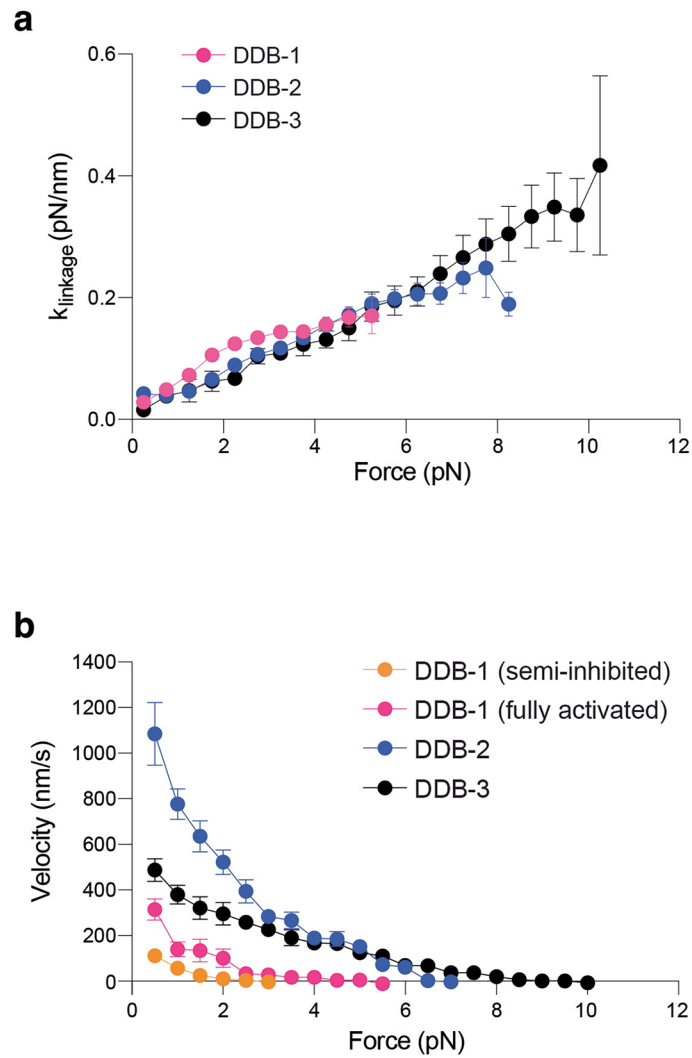 a
DDB-1
DDB-2
DDB-3
0.6
0.4
0.2
0.0
k linkage (pN/nm)
0 2 4 6 8 10 12
Force (pN)
b
DDB-1 (semi-inhibited)
DDB-1 (fully activated)
DDB-2
DDB-3
1400
1200
1000
800
600
400
200
0
Velocity (nm/s)
0 2 4 6 8 10 12
Force (pN)